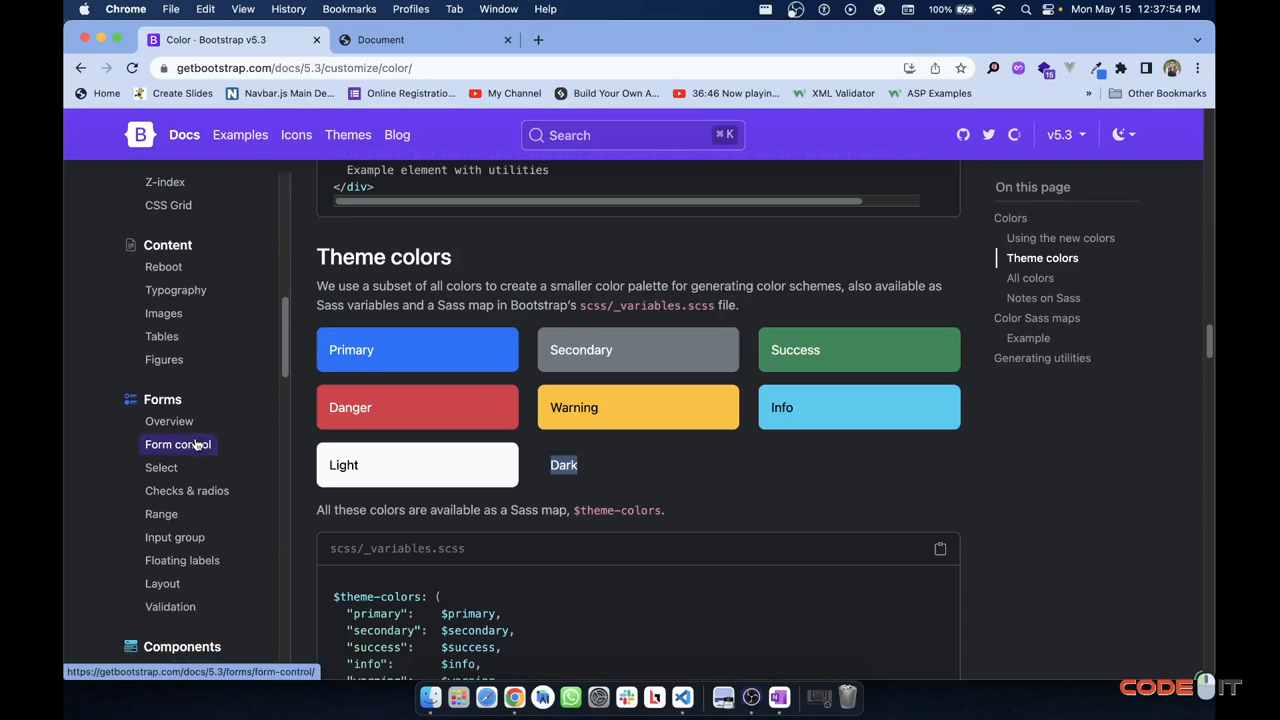 Chrome File Edit View History Bookmarks Profiles Tab Window Help 100% Mon May 15 12:37:54 PM
B Color · Bootstrap v5.3 Document
getbootstrap.com/docs/5.3/customize/color/
15
Home Create Slides Navbar.js Main De... Online Registratio... My Channel Build Your Own A... 36:46 Now playin... XML Validator ASP Examples » Other Bookmarks
B Docs Examples Icons Themes Blog Search ⌘ K v5.3
Z-index
CSS Grid
Content
Reboot
Typography
Images
Tables
Figures
Forms
Overview
Form control
Select
Checks & radios
Range
Input group
Floating labels
Layout
Validation
Components
https://getbootstrap.com/docs/5.3/forms/form-control/
Example element with utilities
</div>
Theme colors
We use a subset of all colors to create a smaller color palette for generating color schemes, also available as
Sass variables and a Sass map in Bootstrap's scss/_variables.scss file.
Primary Secondary Success
Danger Warning Info
Light Dark
All these colors are available as a Sass map, $theme-colors.
scss/_variables.scss
$theme-colors: (
"primary": $primary,
"secondary": $secondary,
"success": $success,
"info": $info,
On this page
Colors
Using the new colors
Theme colors
All colors
Notes on Sass
Color Sass maps
Example
Generating utilities
CODE IT